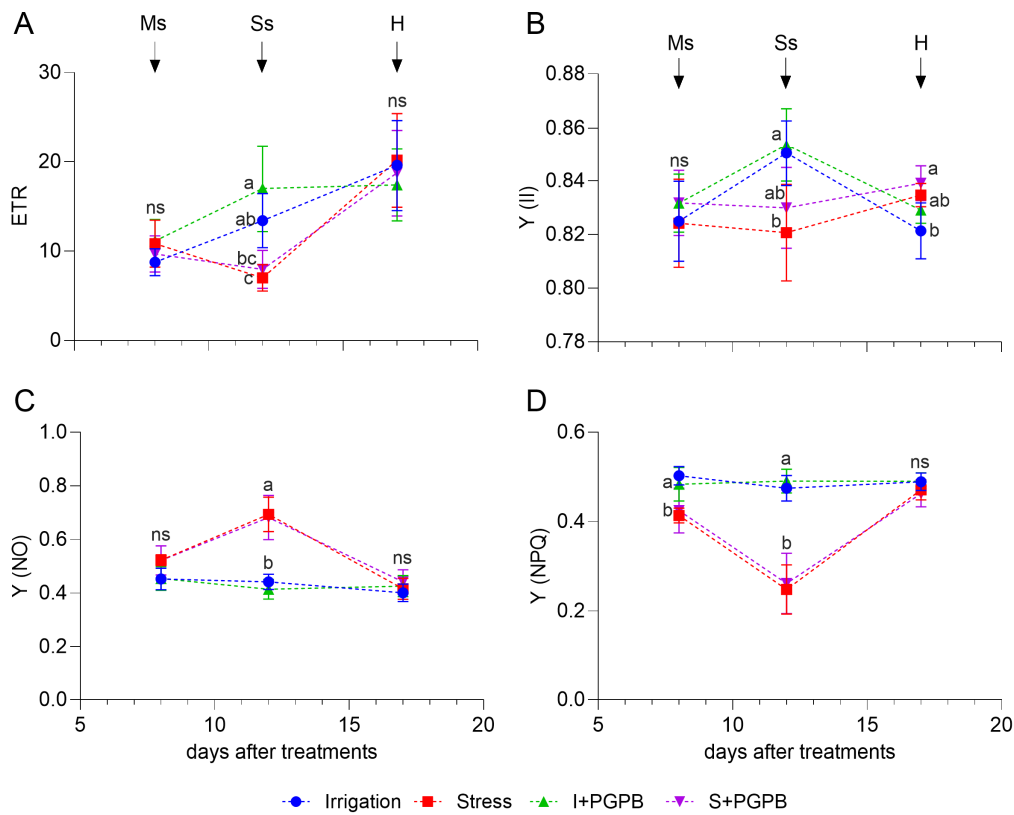 A
Ms Ss H
30
20
10
0
ETR
ns
a
ab
bc
c
ns
B
Ms Ss H
0.88
0.86
0.84
0.82
0.80
0.78
Y (II)
ns
a
ab
b
a
ab
b
C
1.0
0.8
0.6
0.4
0.2
0.0
Y (NO)
ns
a
b
ns
5 10 15 20
days after treatments
D
0.6
0.4
0.2
0.0
Y (NPQ)
a
b
a
b
ns
5 10 15 20
days after treatments
Irrigation Stress I+PGPB S+PGPB